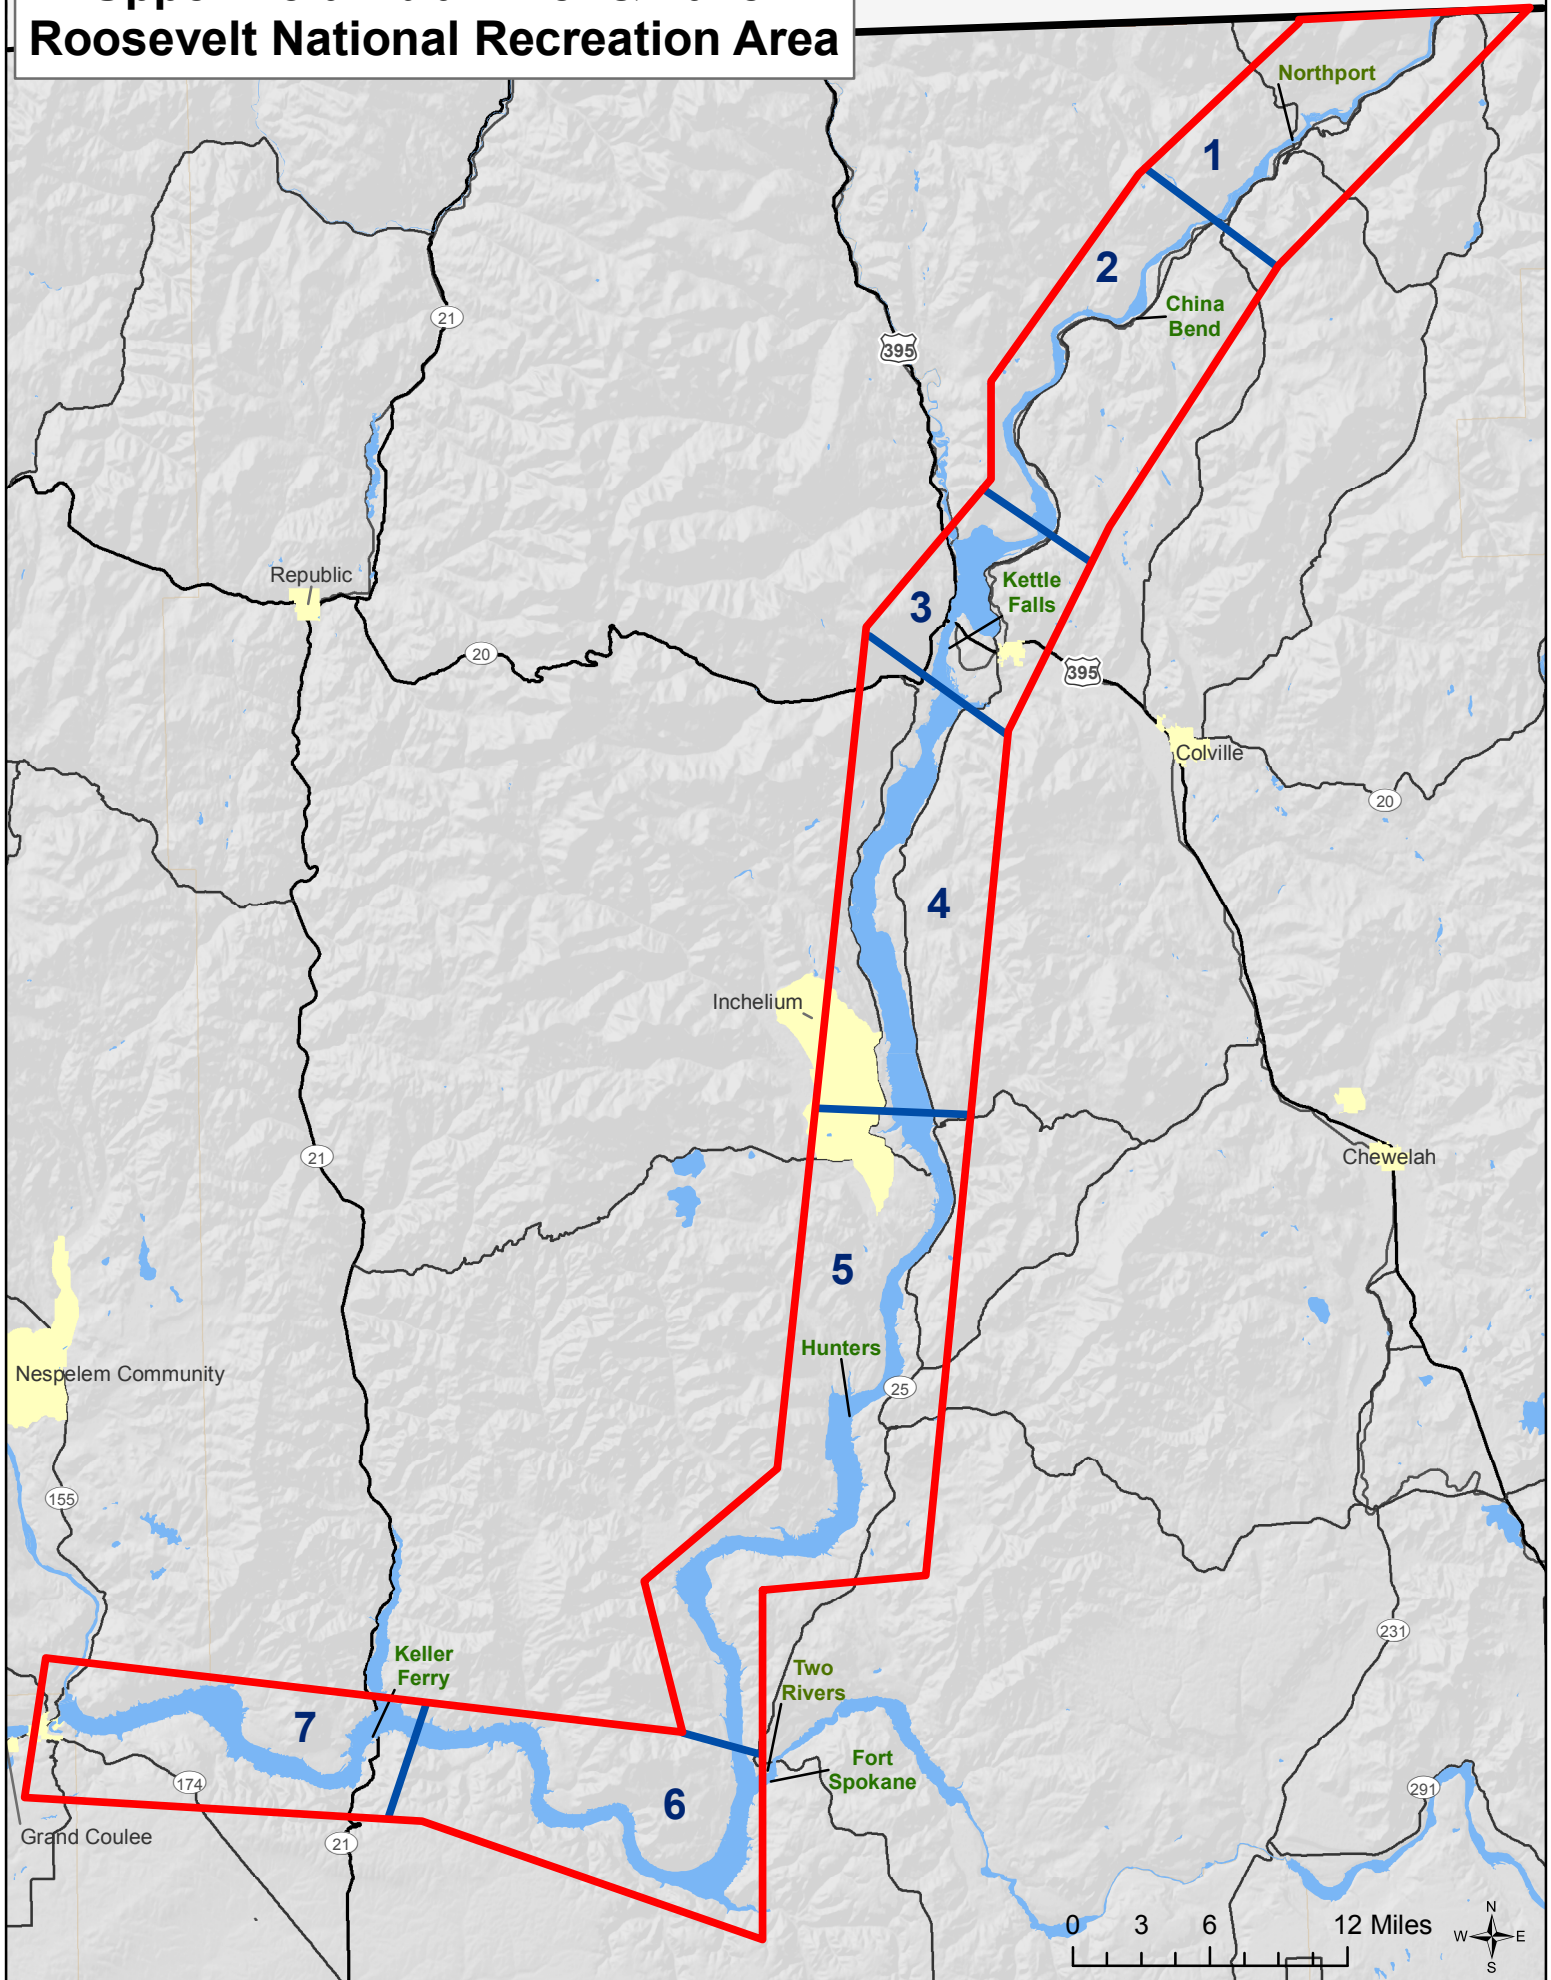 Roosevelt National Recreation Area
Northport
1
2
China
Bend
21
395
Republic
Kettle
Falls
3
20
395
Colville
20
4
Inchelium
21
Chewelah
5
Hunters
25
Nespelem Community
155
231
Keller
Ferry
Two
Rivers
7
Fort
Spokane
6
174
291
Grand Coulee
21
0 3 6 12 Miles
N
W E
S